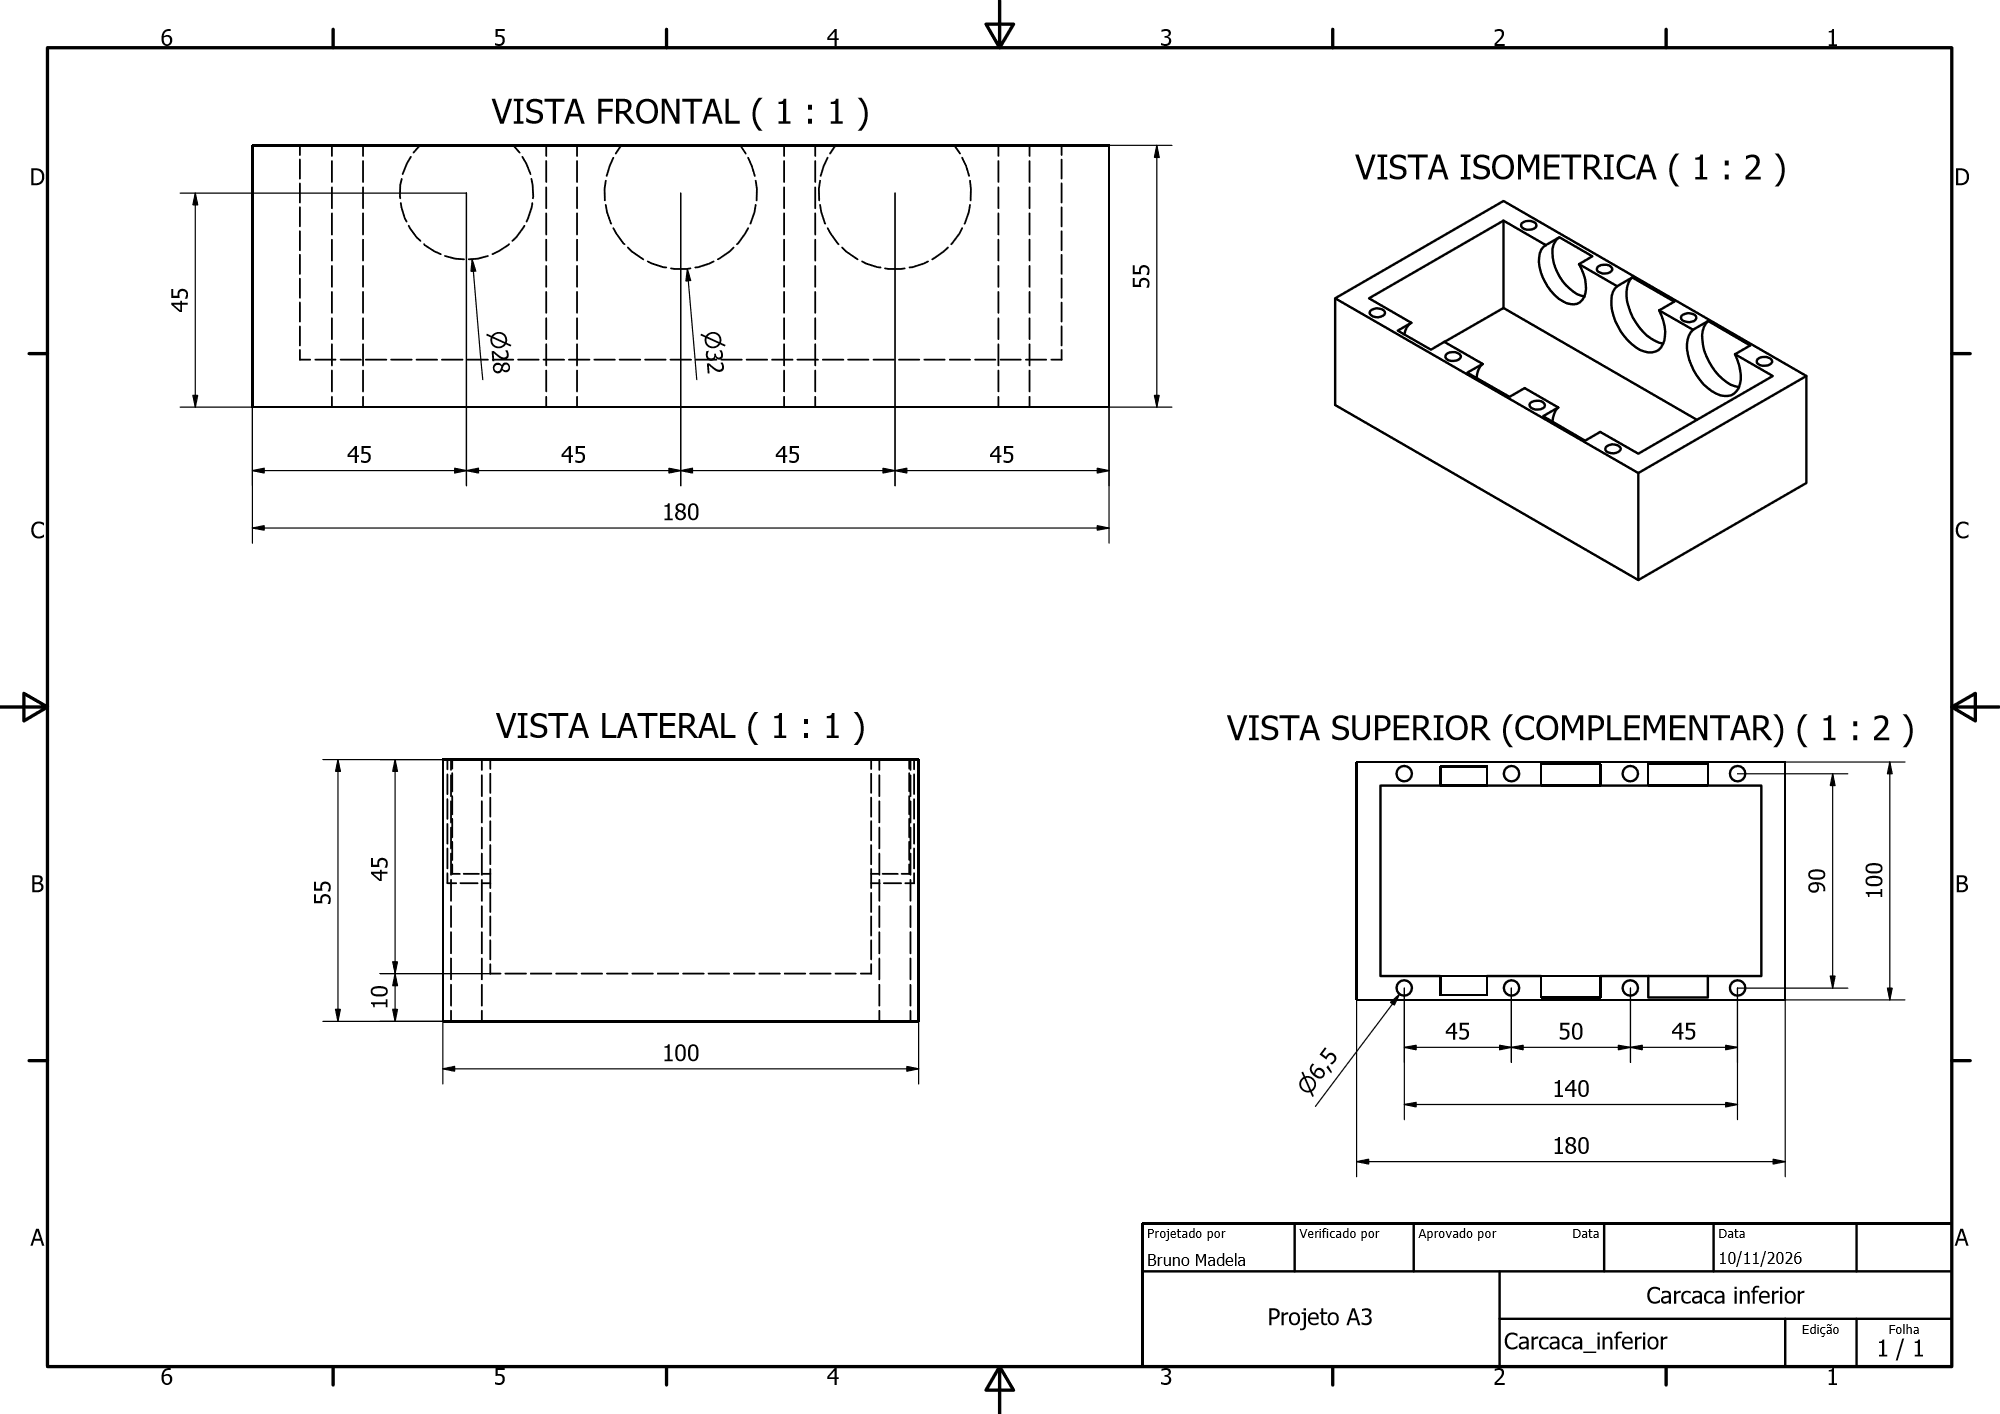 6 5 4 3 2 1
VISTA FRONTAL ( 1 : 1 )
VISTA ISOMETRICA ( 1 : 2 )
D D
45
55
Ø28
Ø32
45 45 45 45
180
C C
VISTA LATERAL ( 1 : 1 )
VISTA SUPERIOR (COMPLEMENTAR) ( 1 : 2 )
55
45
10
100
B B
90
100
45 50 45
Ø6,5
140
180
A A
Projetado por
Bruno Madela
Verificado por
Aprovado por
Data
Data
10/11/2026
Projeto A3
Carcaca inferior
Carcaca_inferior
Edição
Folha
1 / 1
6 5 4 3 2 1